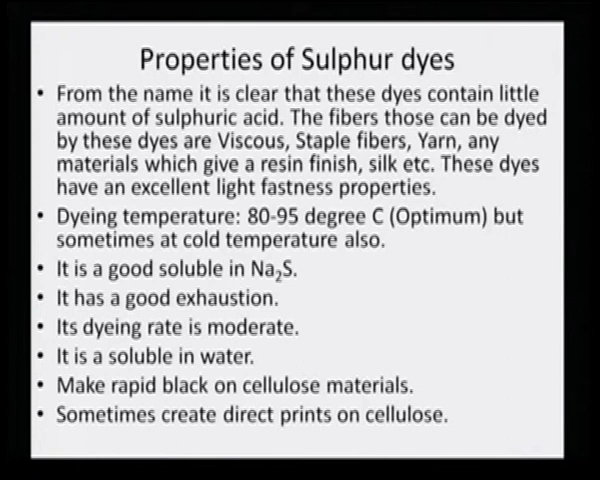 Properties of Sulphur dyes
• From the name it is clear that these dyes contain little
amount of sulphuric acid. The fibers those can be dyed
by these dyes are Viscous, Staple fibers, Yarn, any
materials which give a resin finish, silk etc. These dyes
have an excellent light fastness properties.
• Dyeing temperature: 80-95 degree C (Optimum) but
sometimes at cold temperature also.
• It is a good soluble in Na₂S.
• It has a good exhaustion.
• Its dyeing rate is moderate.
• It is a soluble in water.
• Make rapid black on cellulose materials.
• Sometimes create direct prints on cellulose.